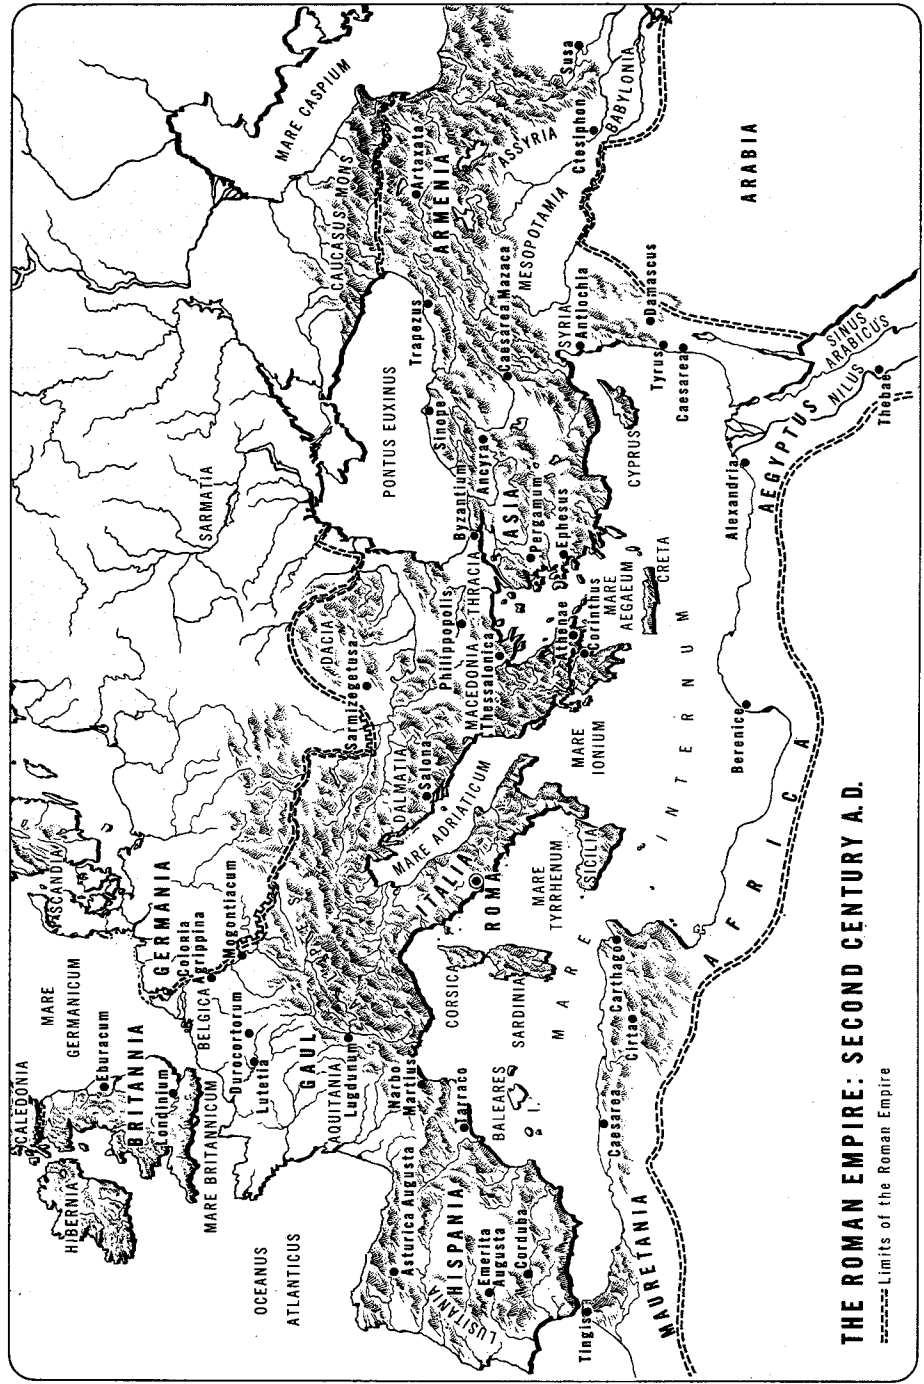 CALEDONIA
HIBERNIA
BRITANIA
Eburacum
Londinium
MARE
GERMANICUM
MARE BRITANNICUM
OCEANUS
ATLANTICUS
SCANDIA
GERMANIA
Colonia
Agrippina
Mogontiacum
BELGICA
Durocortorum
Lutetia
GAUL
AQUITANIA
Lugdunum
Narbo
Martius
Tarraco
Asturica Augusta
HISPANIA
Emerita
Augusta
Corduba
LUSITANIA
BALEARES
I.
CORSICA
SARDINIA
ITALIA
ROMA
MARE ADRIATICUM
MARE
TYRRHENUM
SICILIA
MARE
IONIUM
DALMATIA
Salona
SARMATIA
DACIA
Sarmizegetusa
Philippopolis
THRACIA
MACEDONIA
Thessalonica
Byzantium
Athenae
Corinthus
MARE
AEGAEUM
CRETA
PONTUS EUXINUS
Sinope
Trapezus
Ancyra
ASIA
Pergamum
Ephesus
Caesarea Mazaca
CYPRUS
CAUCASUS MONS
MARE CASPIUM
Artaxata
ARMENIA
ASSYRIA
MESOPOTAMIA
Susa
Ctesiphon
BABYLONIA
SYRIA
Antiochia
Damascus
Tyrus
Caesarea
ARABIA
SINUS
ARABICUS
NILUS
Thebae
AEGYPTUS
Alexandria
MARE INTERNUM
Berenice
AFRICA
Carthago
Cirta
Caesarea
MAURETANIA
Tingis
THE ROMAN EMPIRE: SECOND CENTURY A.D.
Limits of the Roman Empire